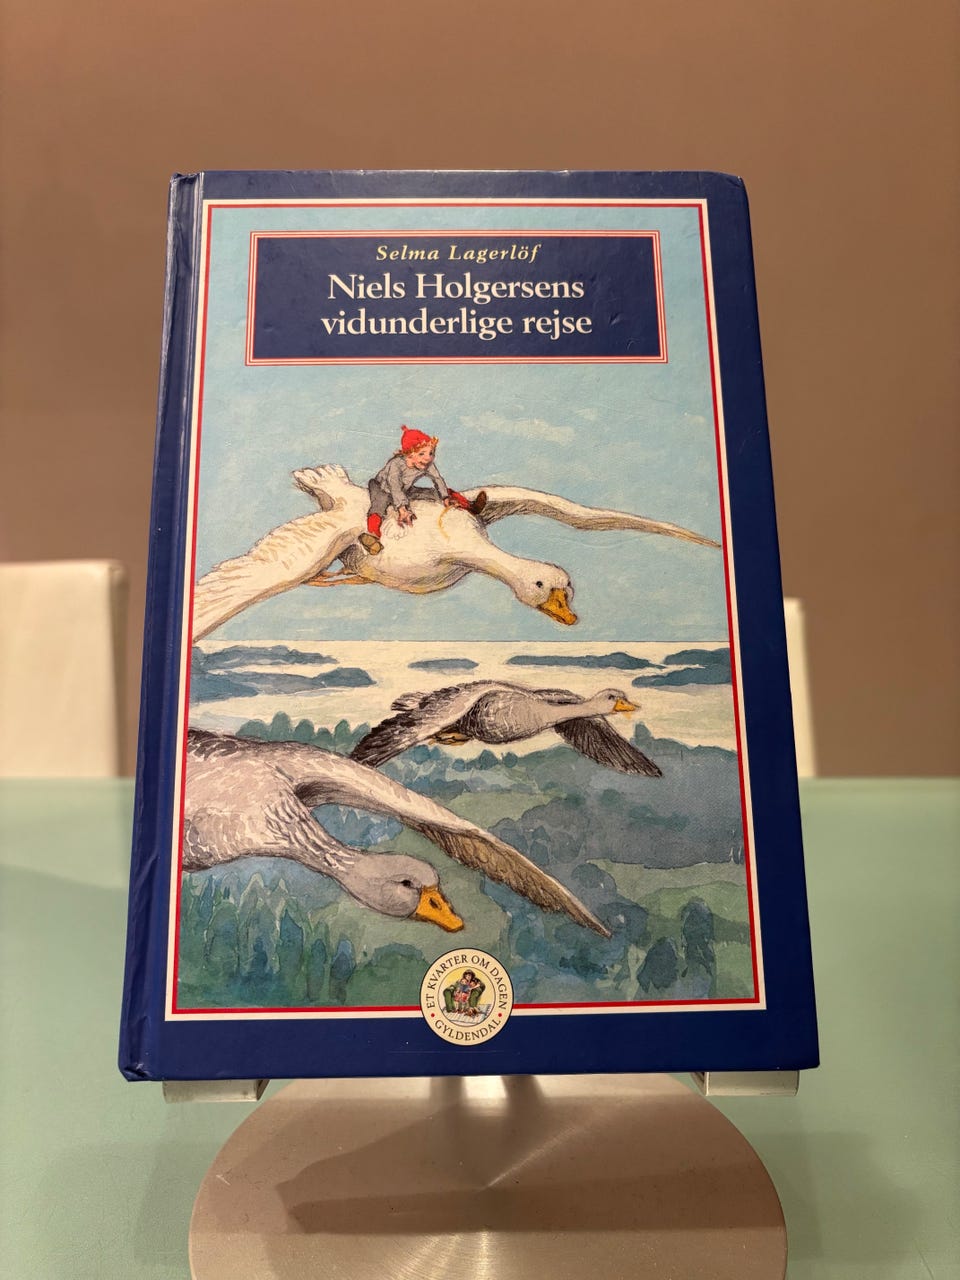 Selma Lagerlöf
Niels Holgersens
vidunderlige rejse
• ET KVARTER OM DAGEN •
GYLDENDAL